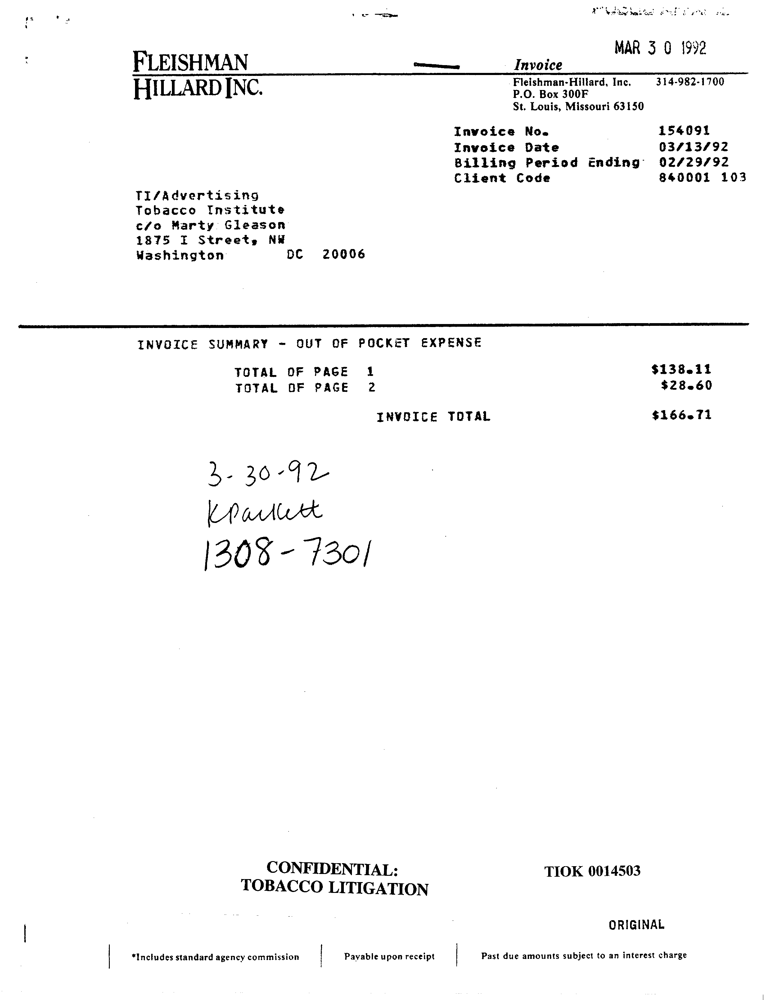 MAR 30 1992
FLEISHMAN
HILLARD INC.
Invoice
Fleishman-Hillard, Inc. 314-982-1700
P.O. Box 300F
St. Louis, Missouri 63150
Invoice No. 154091
Invoice Date 03/13/92
Billing Period Ending 02/29/92
Client Code 840001 103
TI/Advertising
Tobacco Institute
c/o Marty Gleason
1875 I Street, NW
Washington DC 20006
INVOICE SUMMARY - OUT OF POCKET EXPENSE
TOTAL OF PAGE 1 $138.11
TOTAL OF PAGE 2 $28.60
INVOICE TOTAL $166.71
3-30-92
1308-7301
CONFIDENTIAL:
TOBACCO LITIGATION
TIOK 0014503
ORIGINAL
*Includes standard agency commission
Payable upon receipt
Past due amounts subject to an interest charge